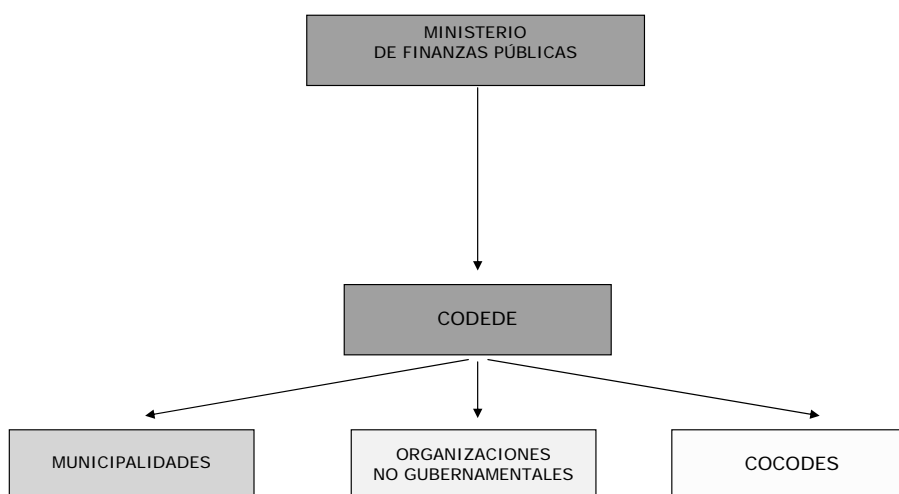 MINISTERIO
DE FINANZAS PÚBLICAS
CODEDE
MUNICIPALIDADES
ORGANIZACIONES
NO GUBERNAMENTALES
COCODES